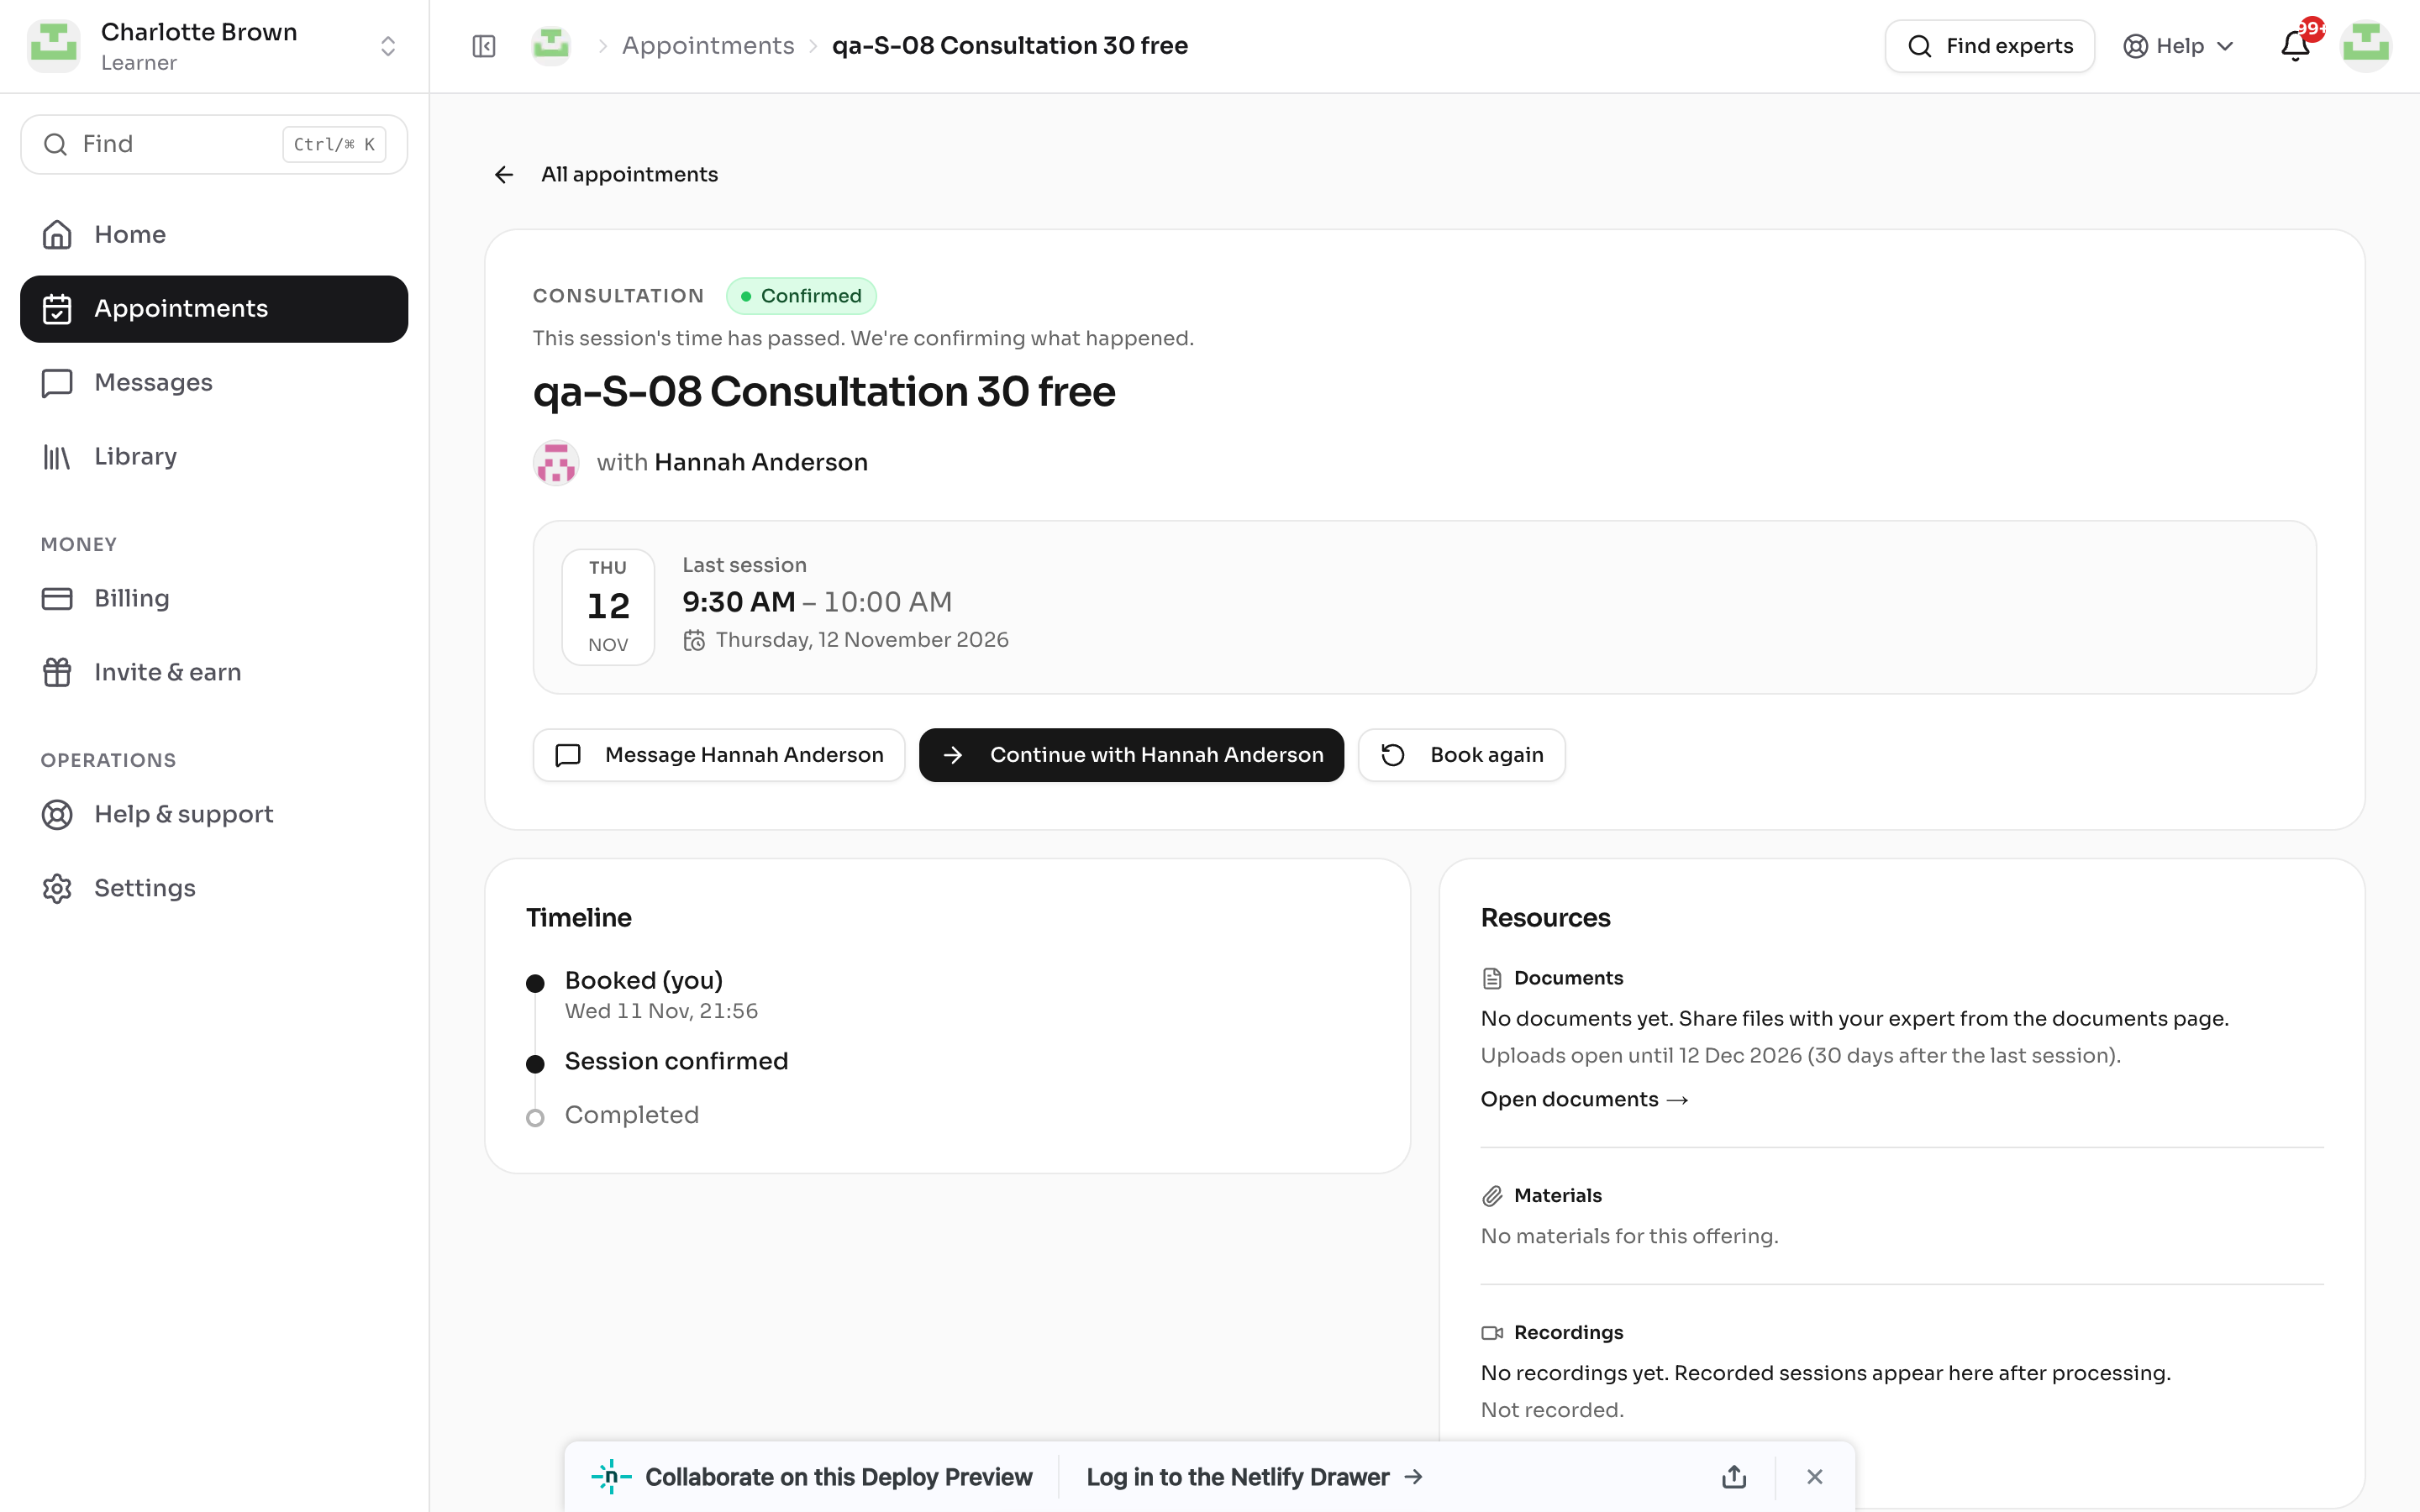 Charlotte Brown
Learner
Appointments
qa-S-08 Consultation 30 free
Find experts
Help
99+
Find
Ctrl/⌘ K
Home
Appointments
Messages
Library
MONEY
Billing
Invite & earn
OPERATIONS
Help & support
Settings
All appointments
CONSULTATION
Confirmed
This session's time has passed. We're confirming what happened.
qa-S-08 Consultation 30 free
with Hannah Anderson
THU
12
NOV
Last session
9:30 AM – 10:00 AM
Thursday, 12 November 2026
Message Hannah Anderson
Continue with Hannah Anderson
Book again
Timeline
Booked (you)
Wed 11 Nov, 21:56
Session confirmed
Completed
Resources
Documents
No documents yet. Share files with your expert from the documents page.
Uploads open until 12 Dec 2026 (30 days after the last session).
Open documents →
Materials
No materials for this offering.
Recordings
No recordings yet. Recorded sessions appear here after processing.
Not recorded.
Collaborate on this Deploy Preview
Log in to the Netlify Drawer →